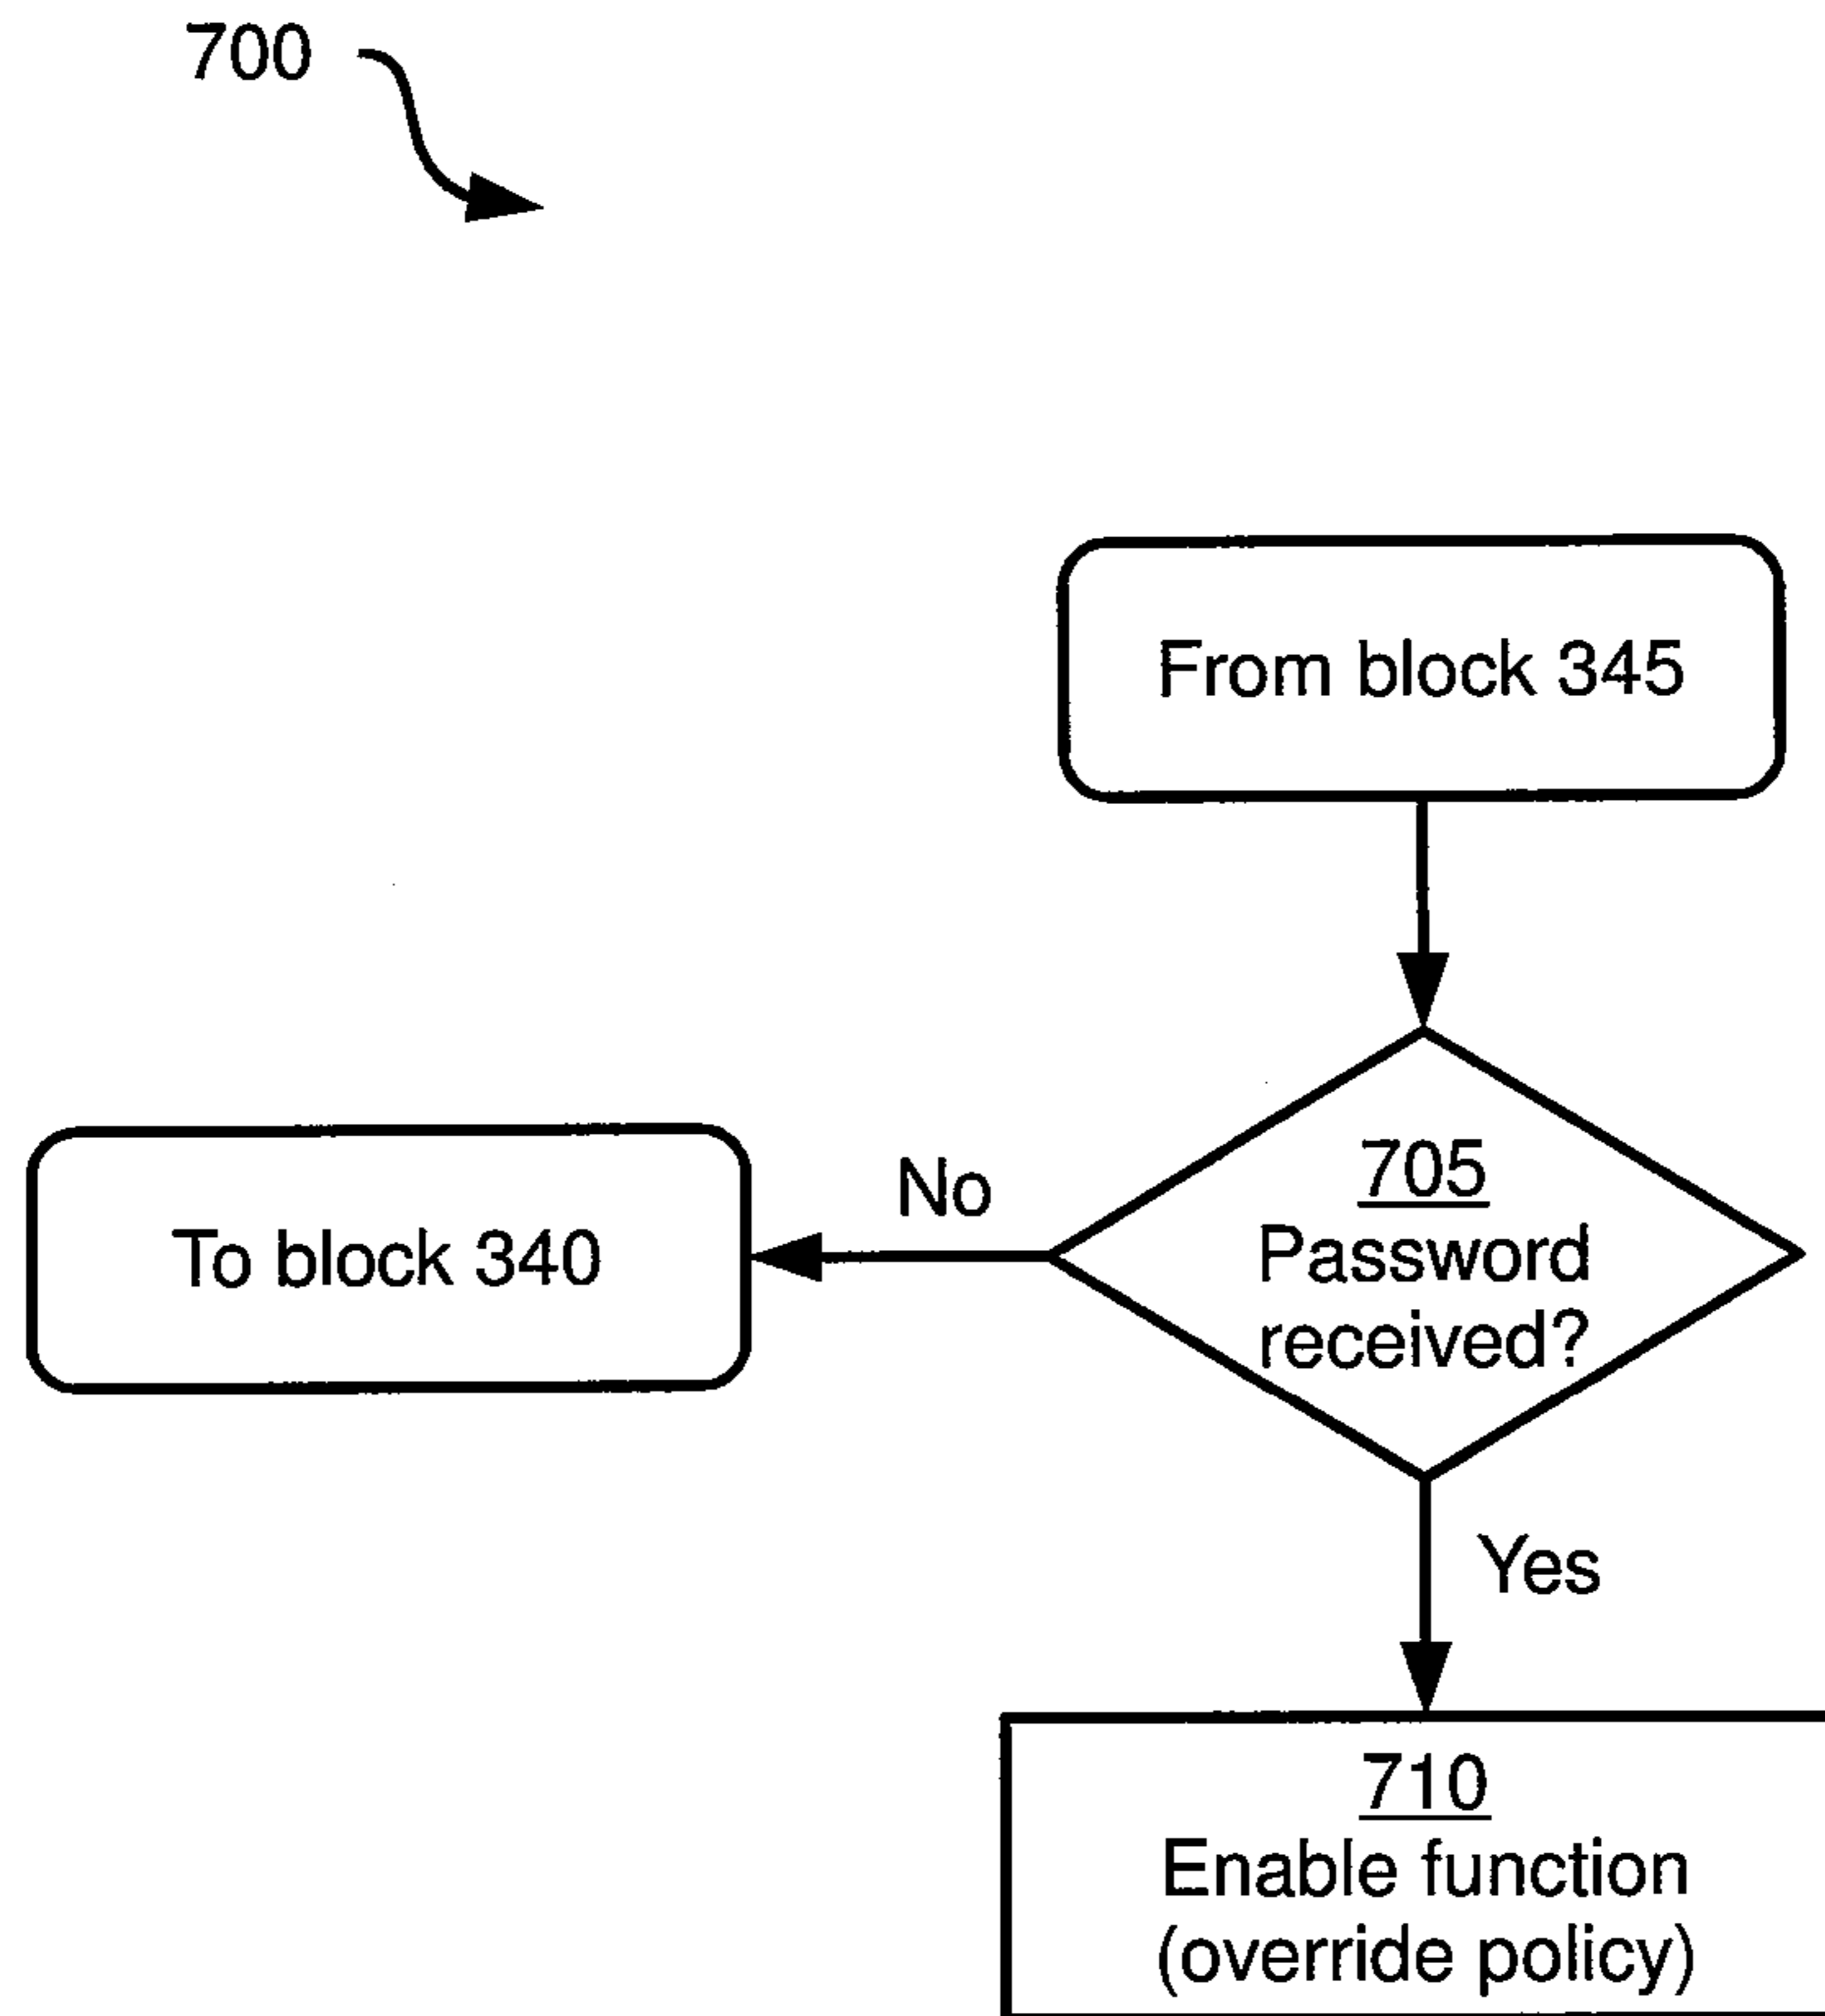 700
From block 345
705
Password
received?
No
To block 340
Yes
710
Enable function
(override policy)